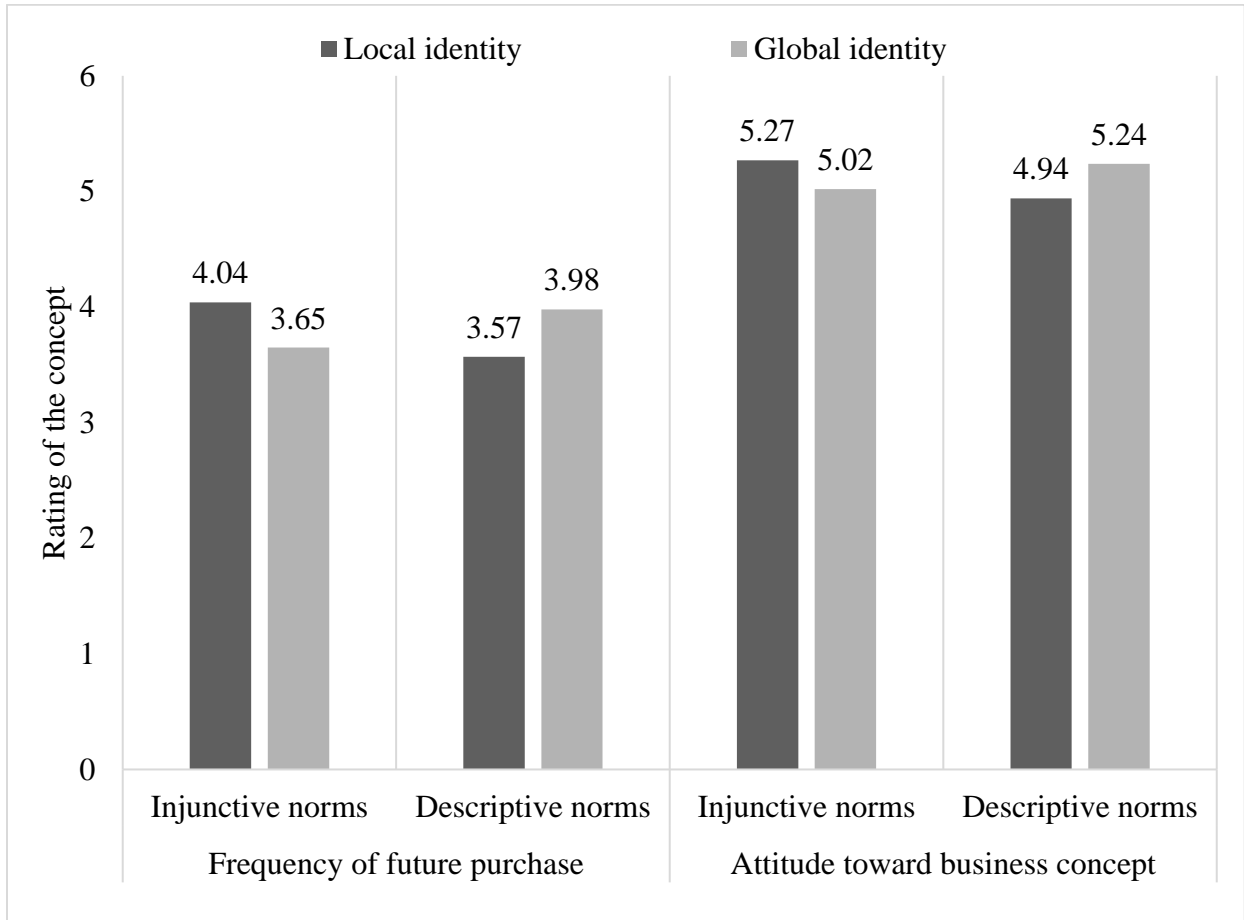 Local identity
Global identity
Rating of the concept
6
5
4
3
2
1
0
4.04
3.65
3.57
3.98
5.27
5.02
4.94
5.24
Injunctive norms
Descriptive norms
Injunctive norms
Descriptive norms
Frequency of future purchase
Attitude toward business concept